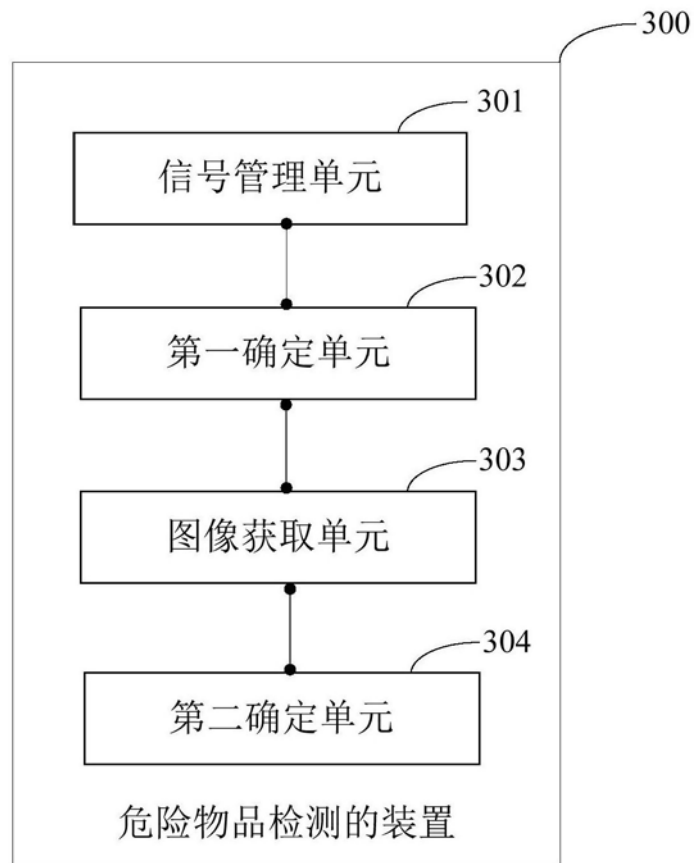 300
301
信号管理单元
302
第一确定单元
303
图像获取单元
304
第二确定单元
危险物品检测的装置